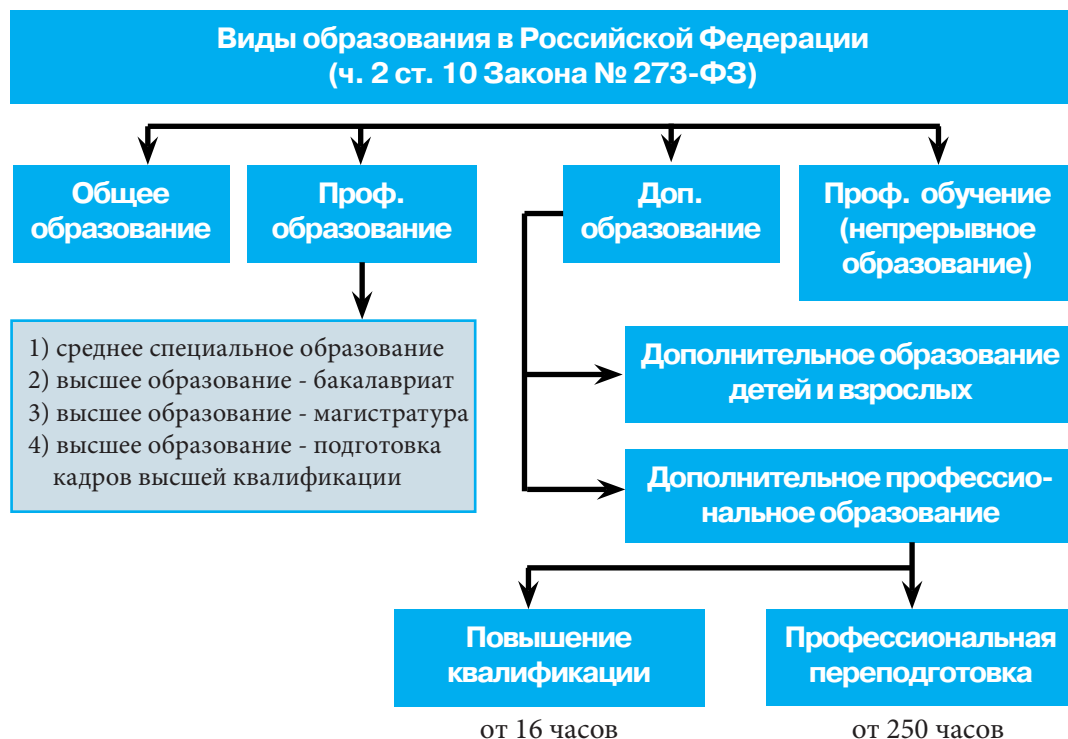 Виды образования в Российской Федерации
(ч. 2 ст. 10 Закона № 273-ФЗ)
Общее
образование
Проф.
образование
Доп.
образование
Проф. обучение
(непрерывное
образование)
1) среднее специальное образование
2) высшее образование - бакалавриат
3) высшее образование - магистратура
4) высшее образование - подготовка
кадров высшей квалификации
Дополнительное образование
детей и взрослых
Дополнительное профессио-
нальное образование
Повышение
квалификации
Профессиональная
переподготовка
от 16 часов
от 250 часов